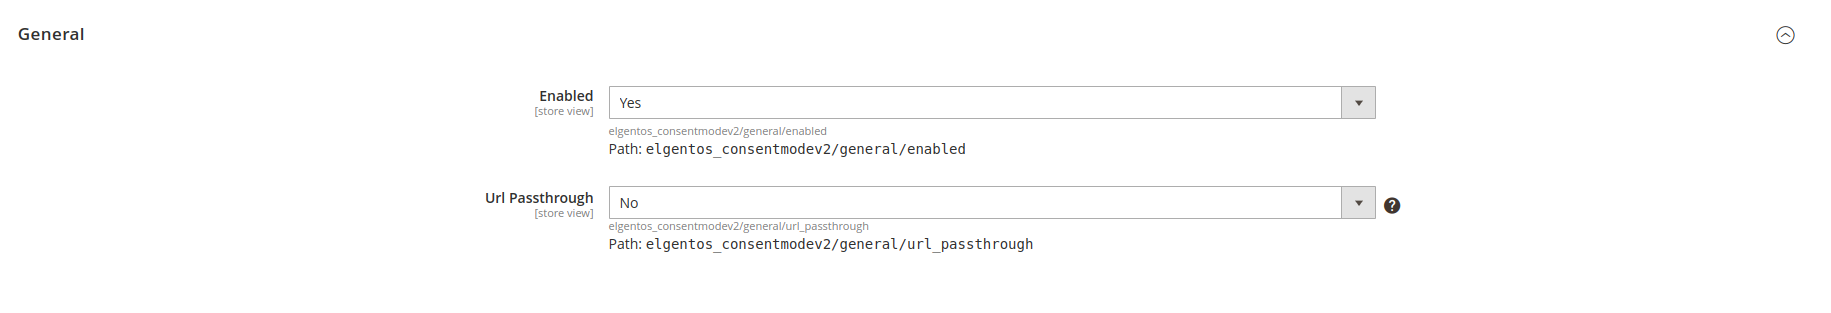 General
Enabled
[store view]
Yes
elgentos_consentmodev2/general/enabled
Path: elgentos_consentmodev2/general/enabled
Url Passthrough
[store view]
No
?
elgentos_consentmodev2/general/url_passthrough
Path: elgentos_consentmodev2/general/url_passthrough